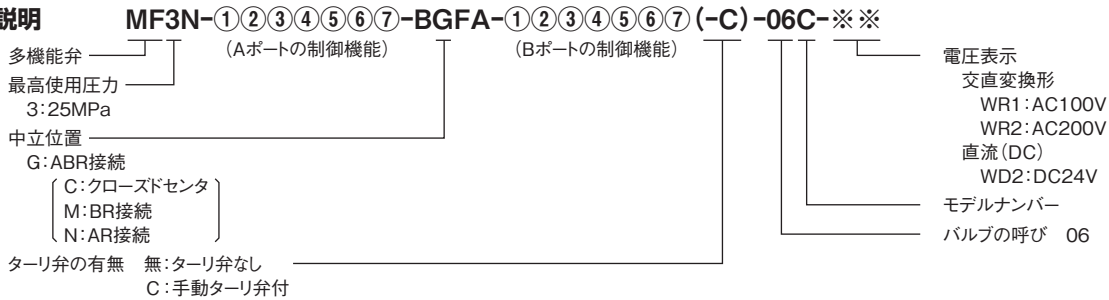 説明 MF3N-①②③④⑤⑥⑦-BGFA-①②③④⑤⑥⑦(-C)-06C-※※
(Aポートの制御機能) (Bポートの制御機能)
多機能弁
最高使用圧力
3:25MPa
中立位置
G:ABR接続
C:クローズドセンタ
M:BR接続
N:AR接続
ターリ弁の有無 無:ターリ弁なし
C:手動ターリ弁付
電圧表示
交直変換形
WR1:AC100V
WR2:AC200V
直流(DC)
WD2:DC24V
モデルナンバー
バルブの呼び 06